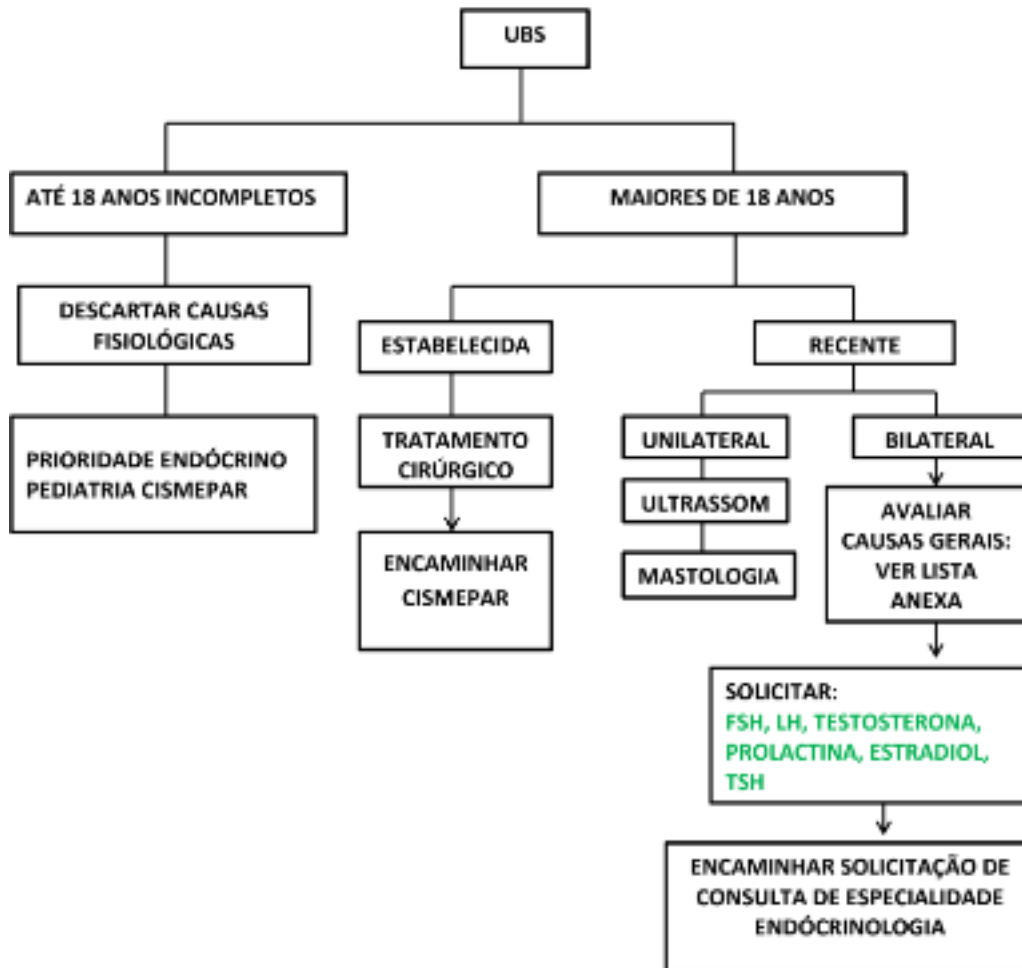 UBS
ATÉ 18 ANOS INCOMPLETOS
MAIORES DE 18 ANOS
DESCARTAR CAUSAS
FISIOLÓGICAS
ESTABELECIDA
RECENTE
PRIORIDADE ENDÓCRINO
PEDIATRIA CISMEPAR
TRATAMENTO
CIRÚRGICO
UNILATERAL
BILATERAL
ULTRASSOM
ENCAMINHAR
CISMEPAR
MASTOLOGIA
AVALIAR
CAUSAS GERAIS:
VER LISTA
ANEXA
SOLICITAR:
FSH, LH, TESTOSTERONA,
PROLACTINA, ESTRADIOL,
TSH
ENCAMINHAR SOLICITAÇÃO DE
CONSULTA DE ESPECIALIDADE
ENDÓCRINOLOGIA